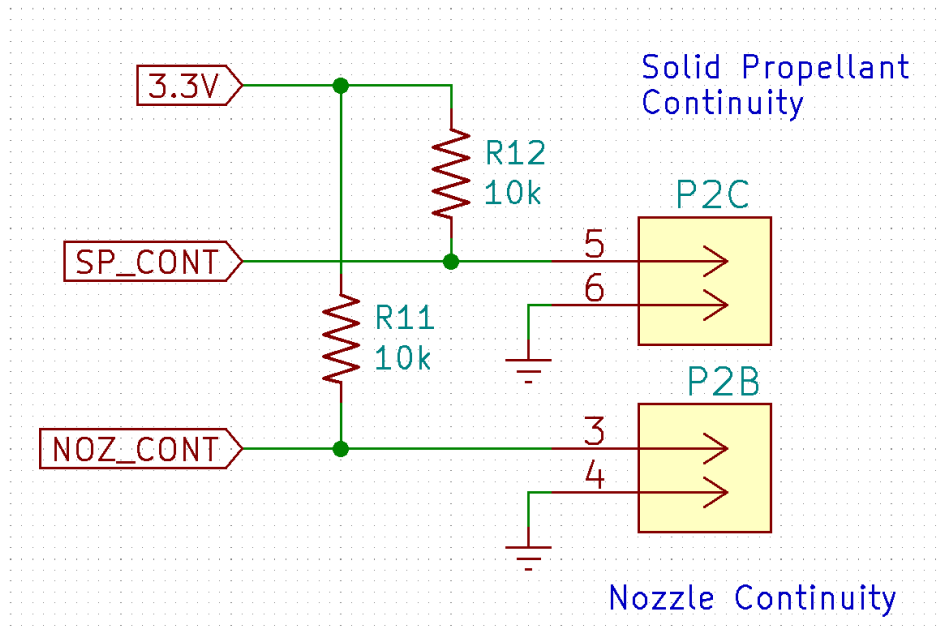 3.3V
Solid Propellant
Continuity
R12
10k
P2C
SP_CONT
5
6
R11
10k
P2B
NOZ_CONT
3
4
Nozzle Continuity